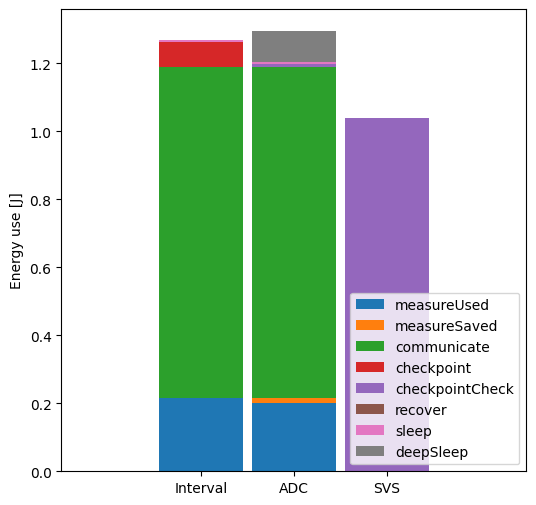 Energy use [J]
1.2
1.0
0.8
0.6
0.4
0.2
0.0
measureUsed
measureSaved
communicate
checkpoint
checkpointCheck
recover
sleep
deepSleep
Interval
ADC
SVS